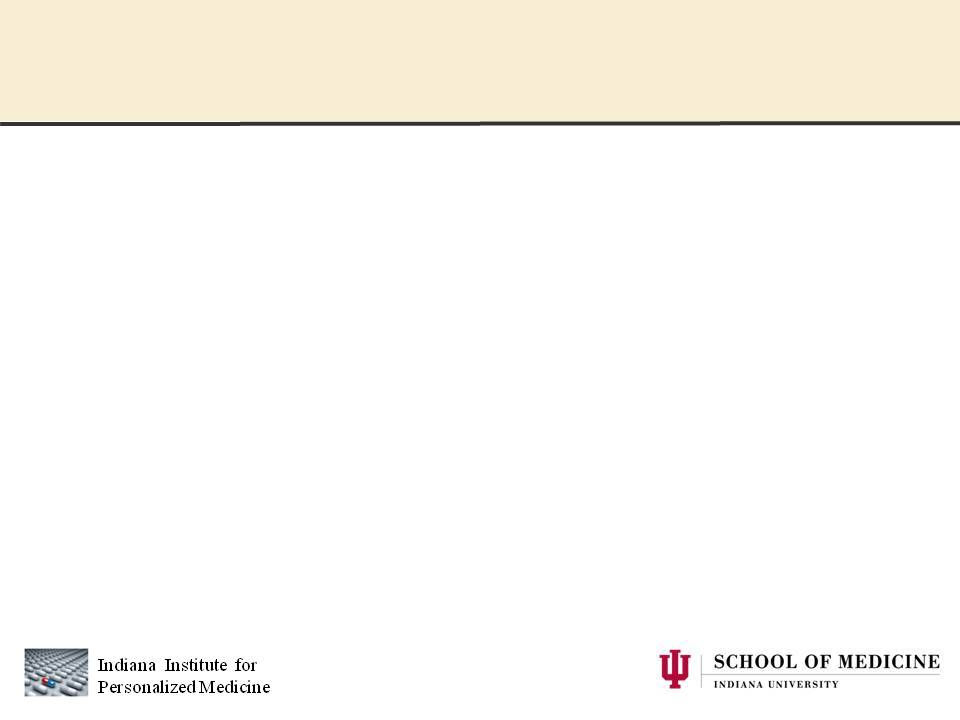 Indiana Institute for
Personalized Medicine
SCHOOL OF MEDICINE
INDIANA UNIVERSITY